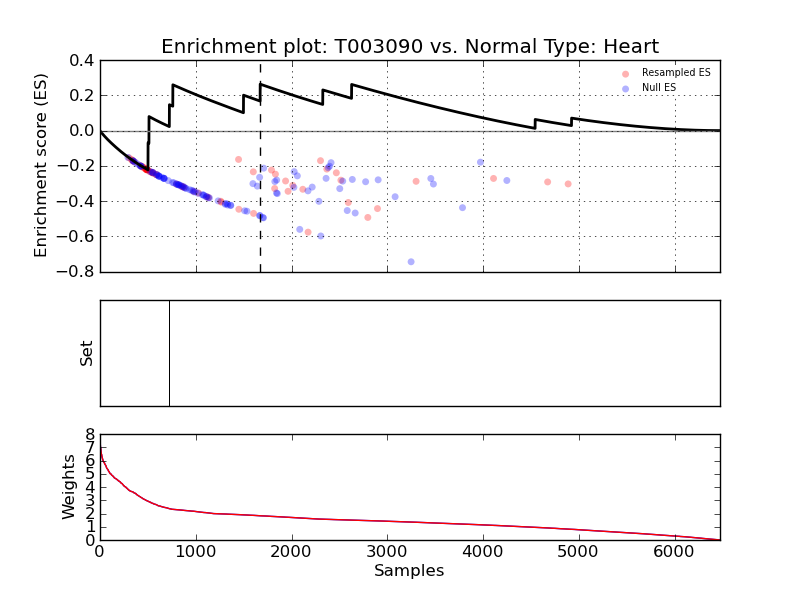 Enrichment plot: T003090 vs. Normal Type: Heart
Enrichment score (ES)
0.4
0.2
0.0
−0.2
−0.4
−0.6
−0.8
Resampled ES
Null ES
Set
Weights
8
7
6
5
4
3
2
1
0
0 1000 2000 3000 4000 5000 6000
Samples